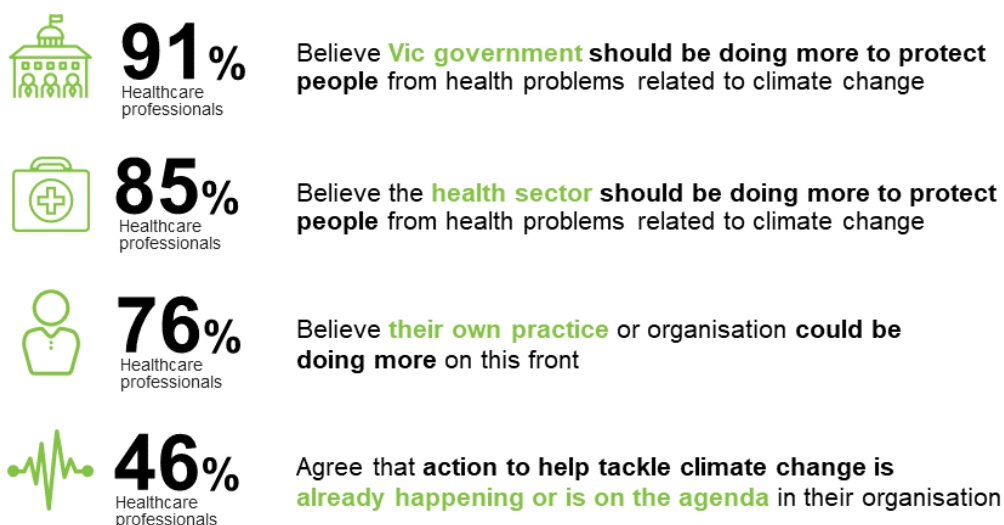 91%
Healthcare
professionals
Believe Vic government should be doing more to protect
people from health problems related to climate change
85%
Healthcare
professionals
Believe the health sector should be doing more to protect
people from health problems related to climate change
76%
Healthcare
professionals
Believe their own practice or organisation could be
doing more on this front
46%
Healthcare
professionals
Agree that action to help tackle climate change is
already happening or is on the agenda in their organisation